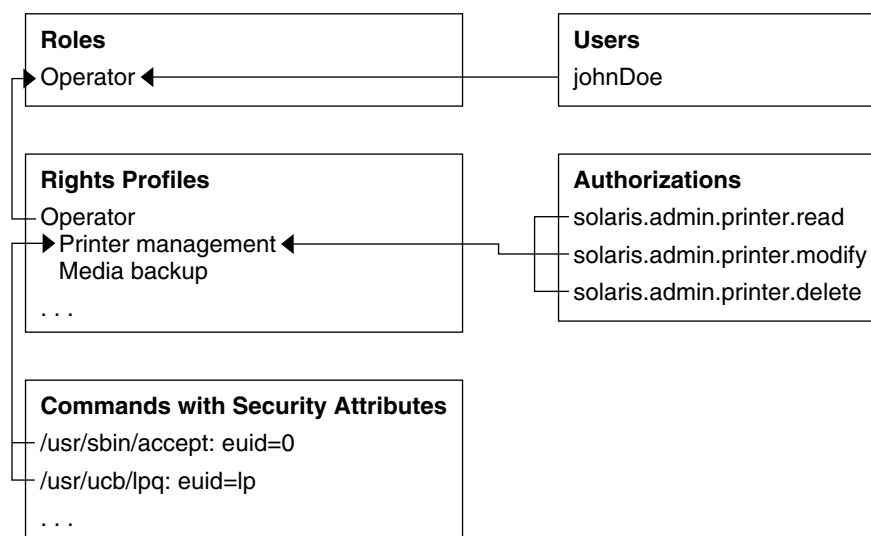 Roles
Operator
Users
johnDoe
Rights Profiles
Operator
Printer management
Media backup
. . .
Authorizations
solaris.admin.printer.read
solaris.admin.printer.modify
solaris.admin.printer.delete
Commands with Security Attributes
/usr/sbin/accept: euid=0
/usr/ucb/lpq: euid=lp
. . .